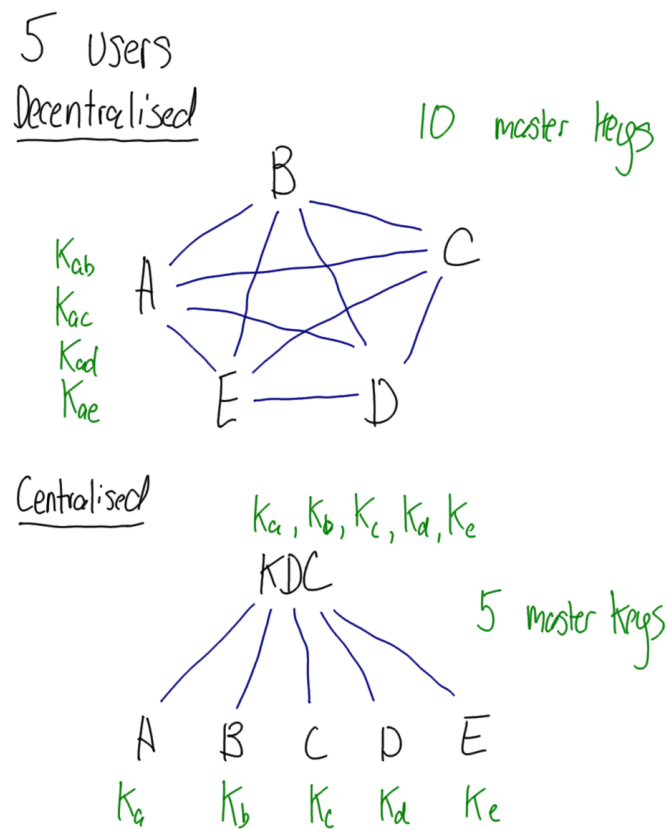 5 users
Decentralised
10 master keys
B
C
A
Kab
Kac
Kad
Kae
E
D
Centralised
Ka, Kb, Kc, Kd, Ke
KDC
5 master keys
A B C D E
Ka Kb Kc Kd Ke